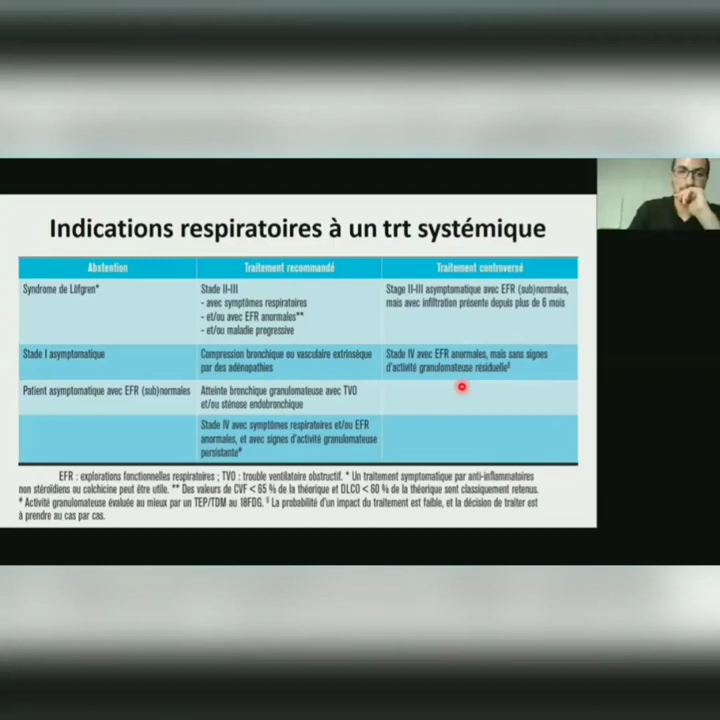 Indications respiratoires à un trt systémique
Abstention
Traitement recommandé
Traitement controversé
Syndrome de Löfgren*
Stade II-III
- avec symptômes respiratoires
- et/ou avec EFR anormales**
- et/ou maladie progressive
Stage II-III asymptomatique avec EFR (sub)normales,
mais avec infiltration présente depuis plus de 6 mois
Stade I asymptomatique
Compression bronchique ou vasculaire extrinsèque
par des adénopathies
Stade IV avec EFR anormales, mais sans signes
d'activité granulomateuse résiduelle§
Patient asymptomatique avec EFR (sub)normales
Atteinte bronchique granulomateuse avec TVO
et/ou sténose endobronchique
Stade IV avec symptômes respiratoires et/ou EFR
anormales, et avec signes d'activité granulomateuse
persistante#
EFR : explorations fonctionnelles respiratoires ; TVO : trouble ventilatoire obstructif. * Un traitement symptomatique par anti-inflammatoires
non stéroïdiens ou colchicine peut être utile. ** Des valeurs de CVF < 65 % de la théorique et DLCO < 60 % de la théorique sont classiquement retenus.
# Activité granulomateuse évaluée au mieux par un TEP/TDM au 18FDG. § La probabilité d'un impact du traitement est faible, et la décision de traiter est
à prendre au cas par cas.